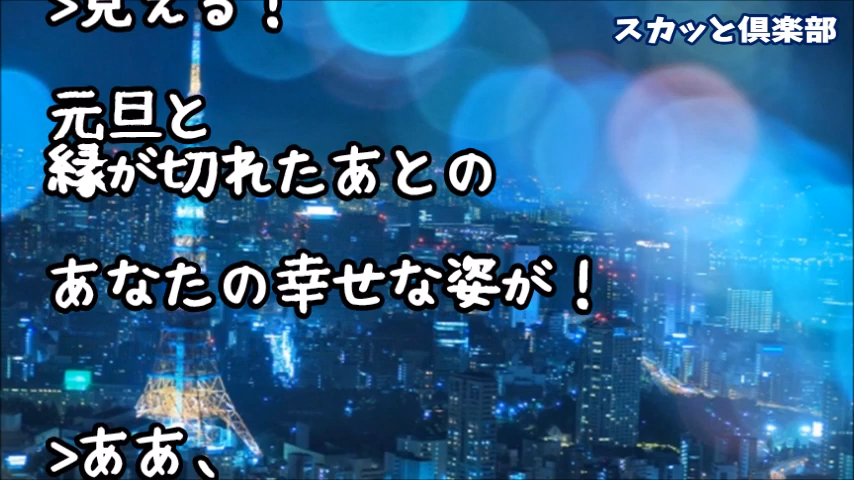 >見える！
スカッと倶楽部
元旦と
縁が切れたあとの
あなたの幸せな姿が！
>ああ、